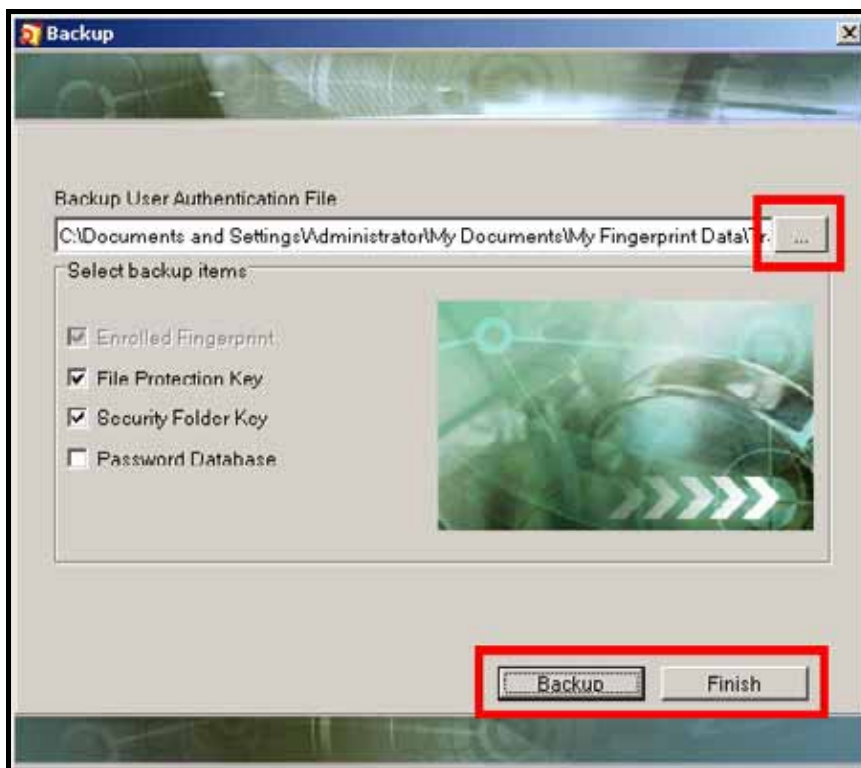 Backup
Backup User Authentication File
C:\Documents and Settings\Administrator\My Documents\My Fingerprint Data\Tr
...
Select backup items
Enrolled Fingerprint
File Protection Key
Security Folder Key
Password Database
Backup
Finish